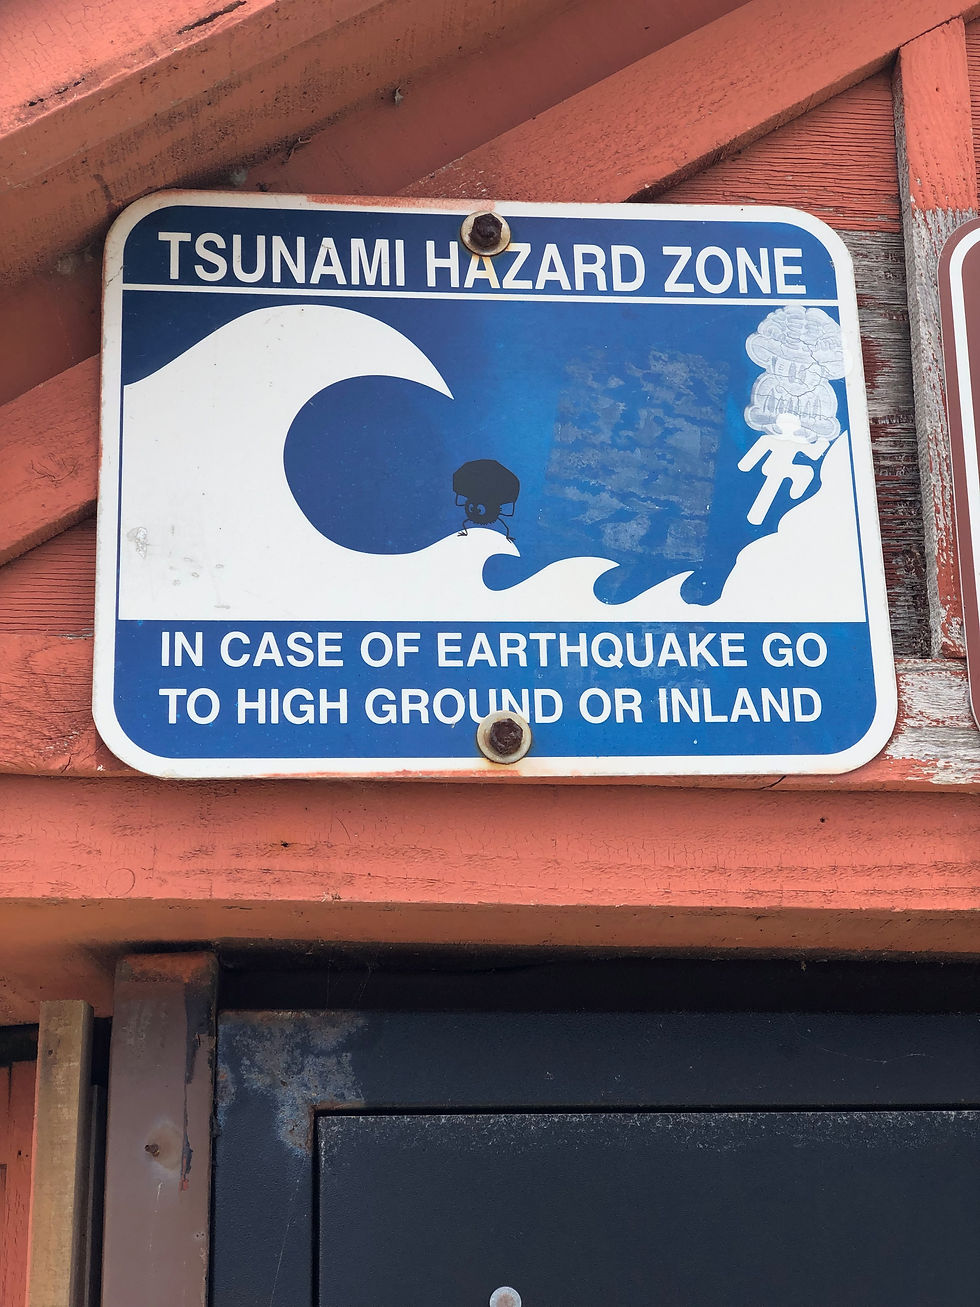 TSUNAMI HAZARD ZONE
IN CASE OF EARTHQUAKE GO
TO HIGH GROUND OR INLAND